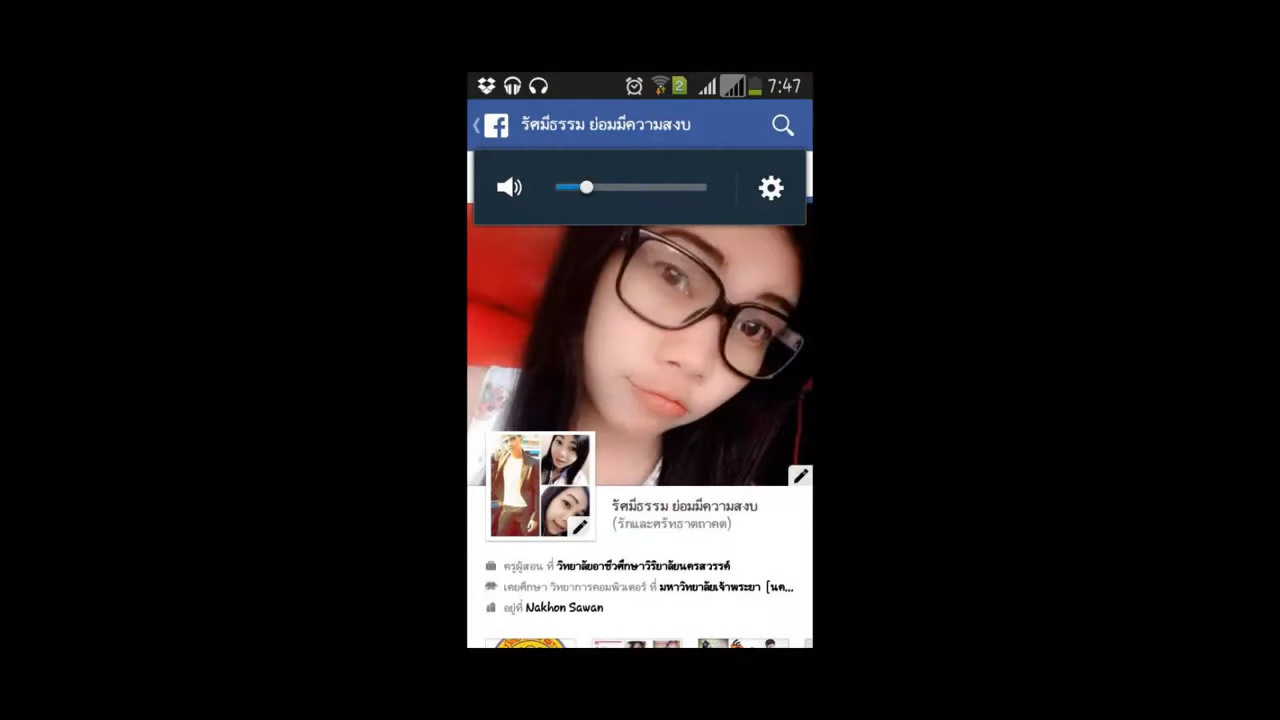 2 7:47
รัศมีธรรม ย่อมมีความสงบ
รัศมีธรรม ย่อมมีความสงบ
(รักและศรัทธาตถาคต)
ครูผู้สอน ที่ วิทยาลัยอาชีวศึกษาวิริยาลัยนครสวรรค์
เคยศึกษา วิทยาการคอมพิวเตอร์ ที่ มหาวิทยาลัยเจ้าพระยา [นค...
อยู่ที่ Nakhon Sawan